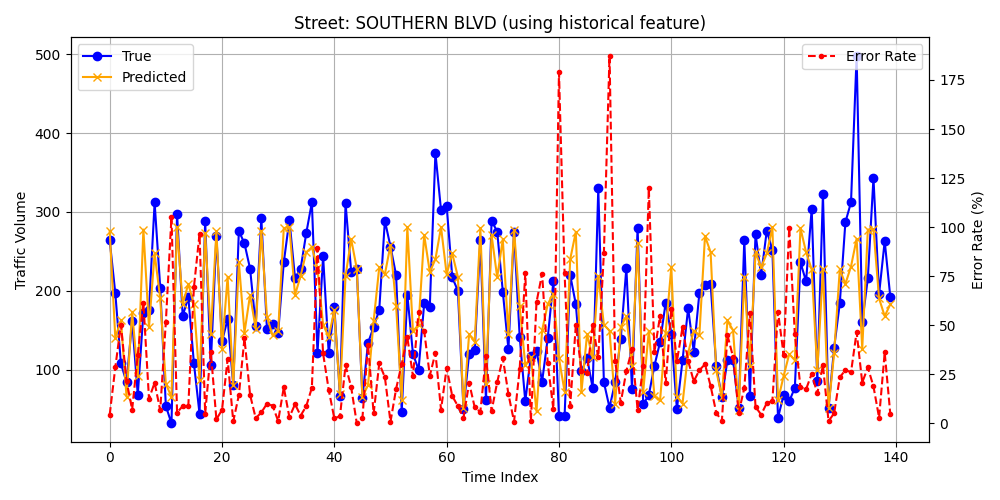 Street: SOUTHERN BLVD (using historical feature)
True
Predicted
Error Rate
500
400
300
200
100
Traffic Volume
175
150
125
100
75
50
25
0
Error Rate (%)
0 20 40 60 80 100 120 140
Time Index